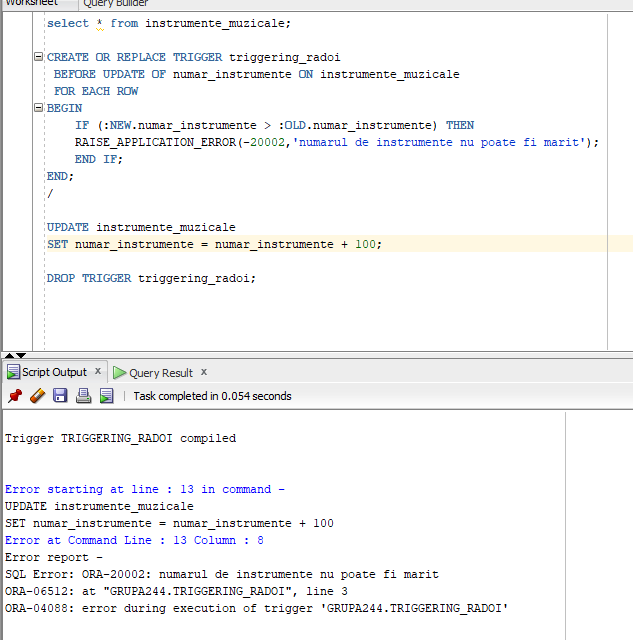 Worksheet Query Builder
select * from instrumente_muzicale;
CREATE OR REPLACE TRIGGER triggering_radoi
BEFORE UPDATE OF numar_instrumente ON instrumente_muzicale
FOR EACH ROW
BEGIN
IF (:NEW.numar_instrumente > :OLD.numar_instrumente) THEN
RAISE_APPLICATION_ERROR(-20002,'numarul de instrumente nu poate fi marit');
END IF;
END;
/
UPDATE instrumente_muzicale
SET numar_instrumente = numar_instrumente + 100;
DROP TRIGGER triggering_radoi;
Script Output x Query Result x
Task completed in 0.054 seconds
Trigger TRIGGERING_RADOI compiled
Error starting at line : 13 in command -
UPDATE instrumente_muzicale
SET numar_instrumente = numar_instrumente + 100
Error at Command Line : 13 Column : 8
Error report -
SQL Error: ORA-20002: numarul de instrumente nu poate fi marit
ORA-06512: at "GRUPA244.TRIGGERING_RADOI", line 3
ORA-04088: error during execution of trigger 'GRUPA244.TRIGGERING_RADOI'